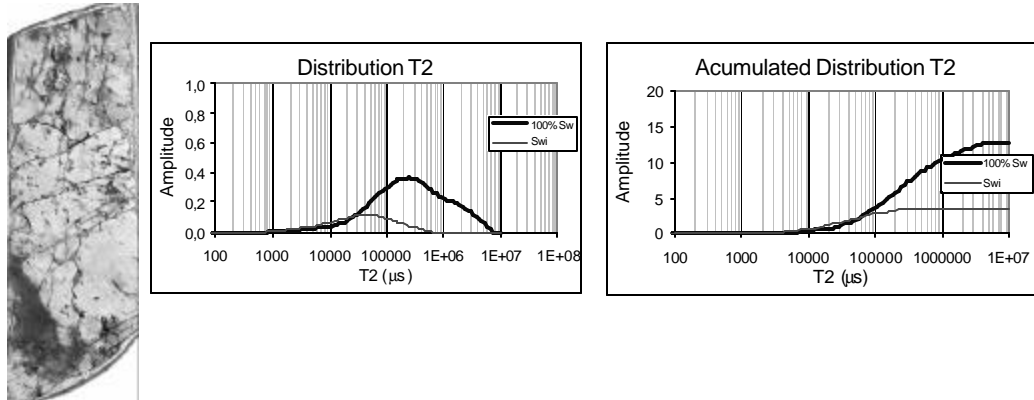 Distribution T2
1,0
0,8
0,6
0,4
0,2
0,0
Amplitude
100 1000 10000 100000 1E+06 1E+07 1E+08
T2 (µs)
100% Sw
Swi
Acumulated Distribution T2
20
15
10
5
0
Amplitude
100 1000 10000 100000 1000000 1E+07
T2 (µs)
100% Sw
Swi